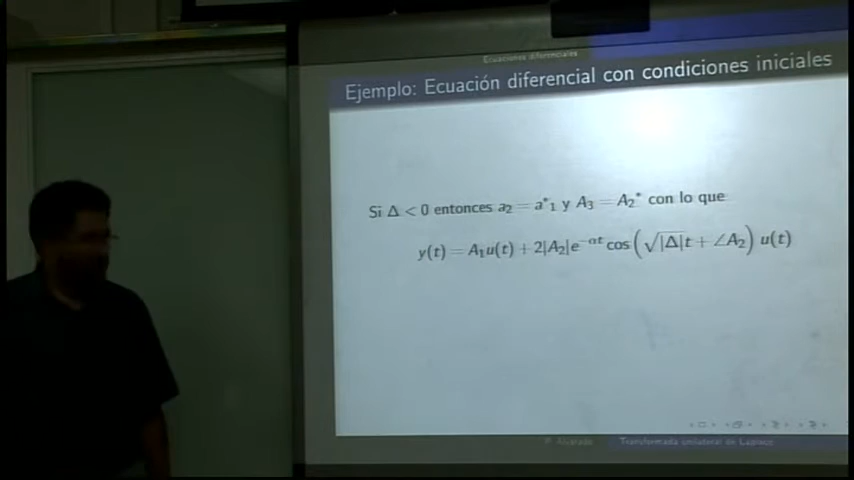 Ecuaciones diferenciales
Ejemplo: Ecuación diferencial con condiciones iniciales
Si Δ < 0 entonces a₂ = a*₁ y A₃ = A₂* con lo que
y(t) = A₁u(t) + 2|A₂|e^{−αt} cos(√|Δ|t + ∠A₂) u(t)
P. Alvarado Transformada unilateral de Laplace